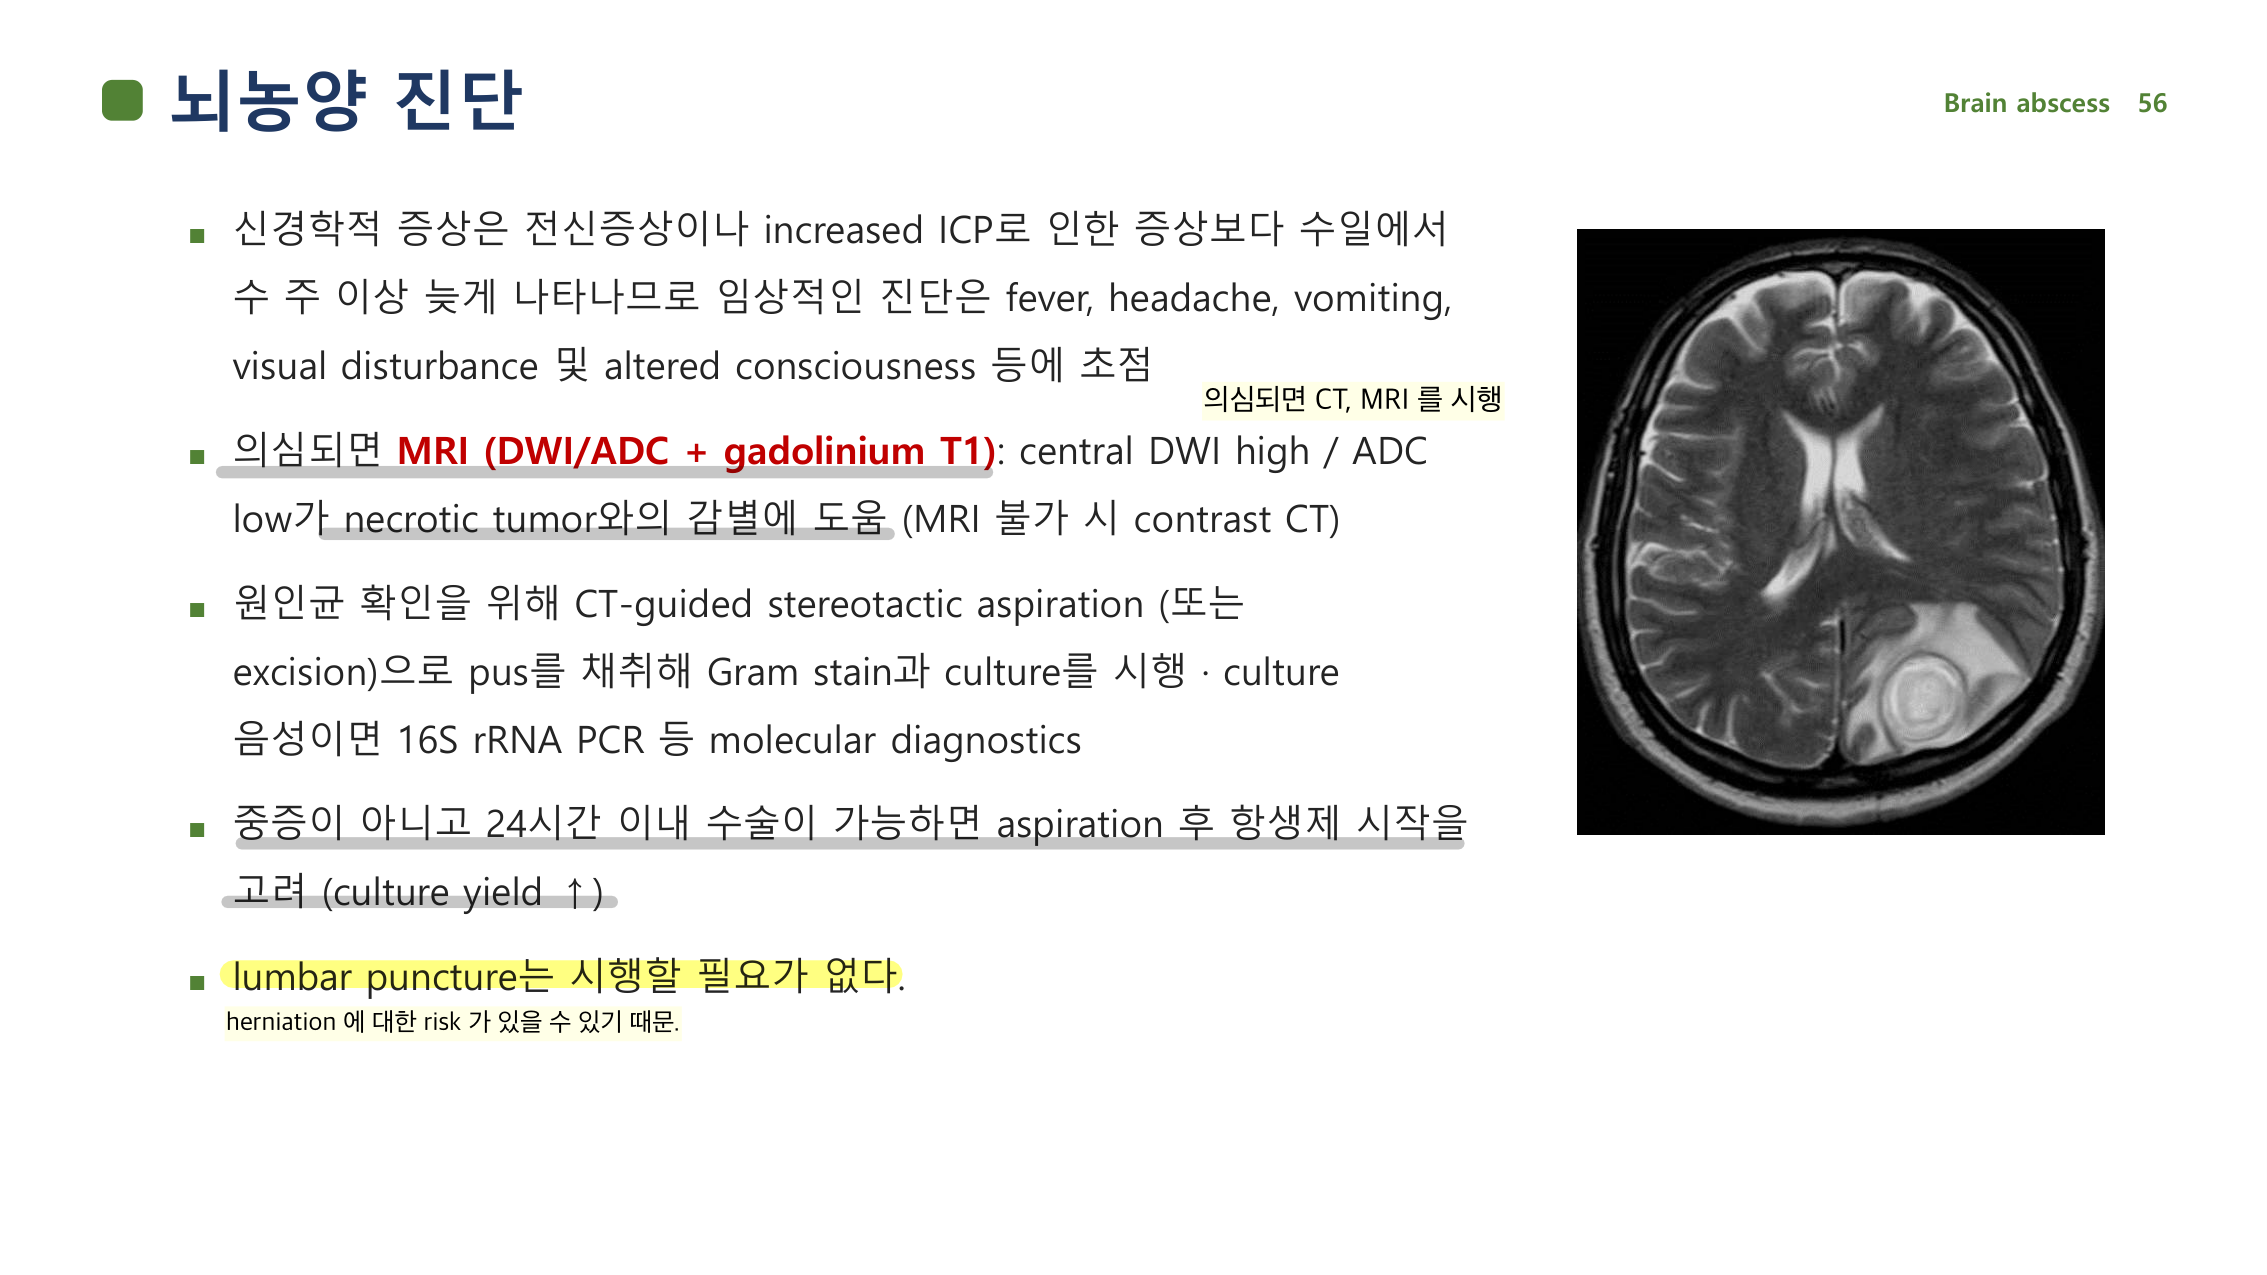 뇌농양 진단
Brain abscess 56
신경학적 증상은 전신증상이나 increased ICP로 인한 증상보다 수일에서
수 주 이상 늦게 나타나므로 임상적인 진단은 fever, headache, vomiting,
visual disturbance 및 altered consciousness 등에 초점
의심되면 CT, MRI 를 시행
의심되면 MRI (DWI/ADC + gadolinium T1): central DWI high / ADC
low가 necrotic tumor와의 감별에 도움 (MRI 불가 시 contrast CT)
원인균 확인을 위해 CT-guided stereotactic aspiration (또는
excision)으로 pus를 채취해 Gram stain과 culture를 시행 · culture
음성이면 16S rRNA PCR 등 molecular diagnostics
중증이 아니고 24시간 이내 수술이 가능하면 aspiration 후 항생제 시작을
고려 (culture yield ↑)
lumbar puncture는 시행할 필요가 없다.
herniation 에 대한 risk 가 있을 수 있기 때문.